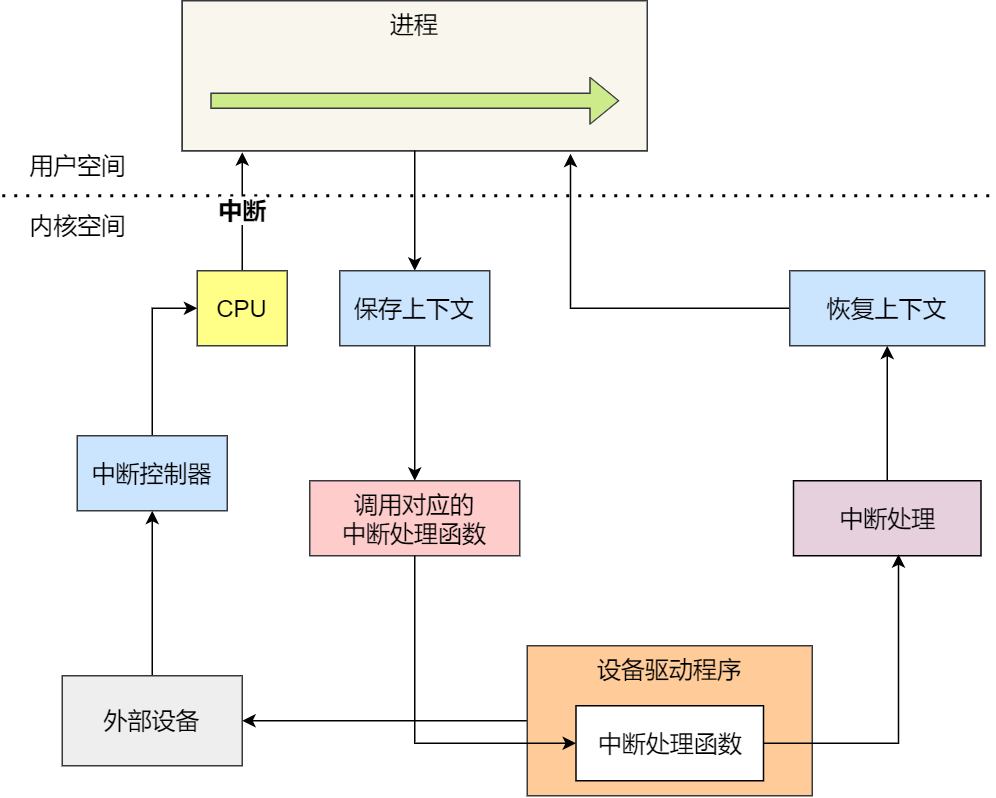 进程
用户空间
中断
内核空间
CPU
保存上下文
恢复上下文
中断控制器
调用对应的
中断处理函数
中断处理
设备驱动程序
外部设备
中断处理函数